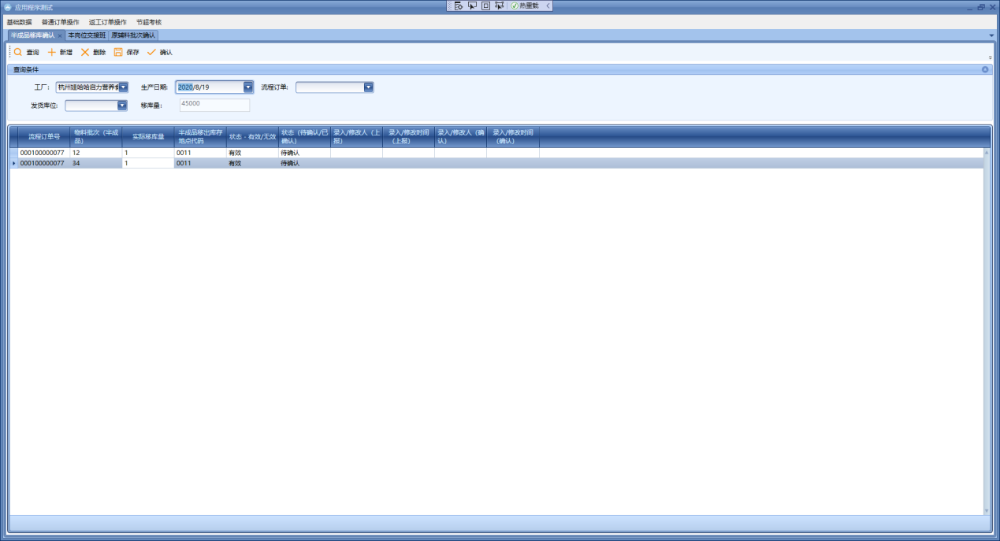 应用程序测试
热重载
基础数据 普通订单操作 返工订单操作 节超考核
半成品移库确认 本岗位交接班 原辅料批次确认
查询 新增 删除 保存 确认
查询条件
工厂: 杭州娃哈哈启力营养食 生产日期: 2020/8/19 流程订单:
发货库位: 移库量: 45000
流程订单号 物料批次（半成品） 实际移库量 半成品移出库存地点代码 状态 - 有效/无效 状态（待确认/已确认） 录入/修改人（上报） 录入/修改时间（上报） 录入/修改人（确认） 录入/修改时间（确认）
000100000077 12 1 0011 有效 待确认
000100000077 34 1 0011 有效 待确认